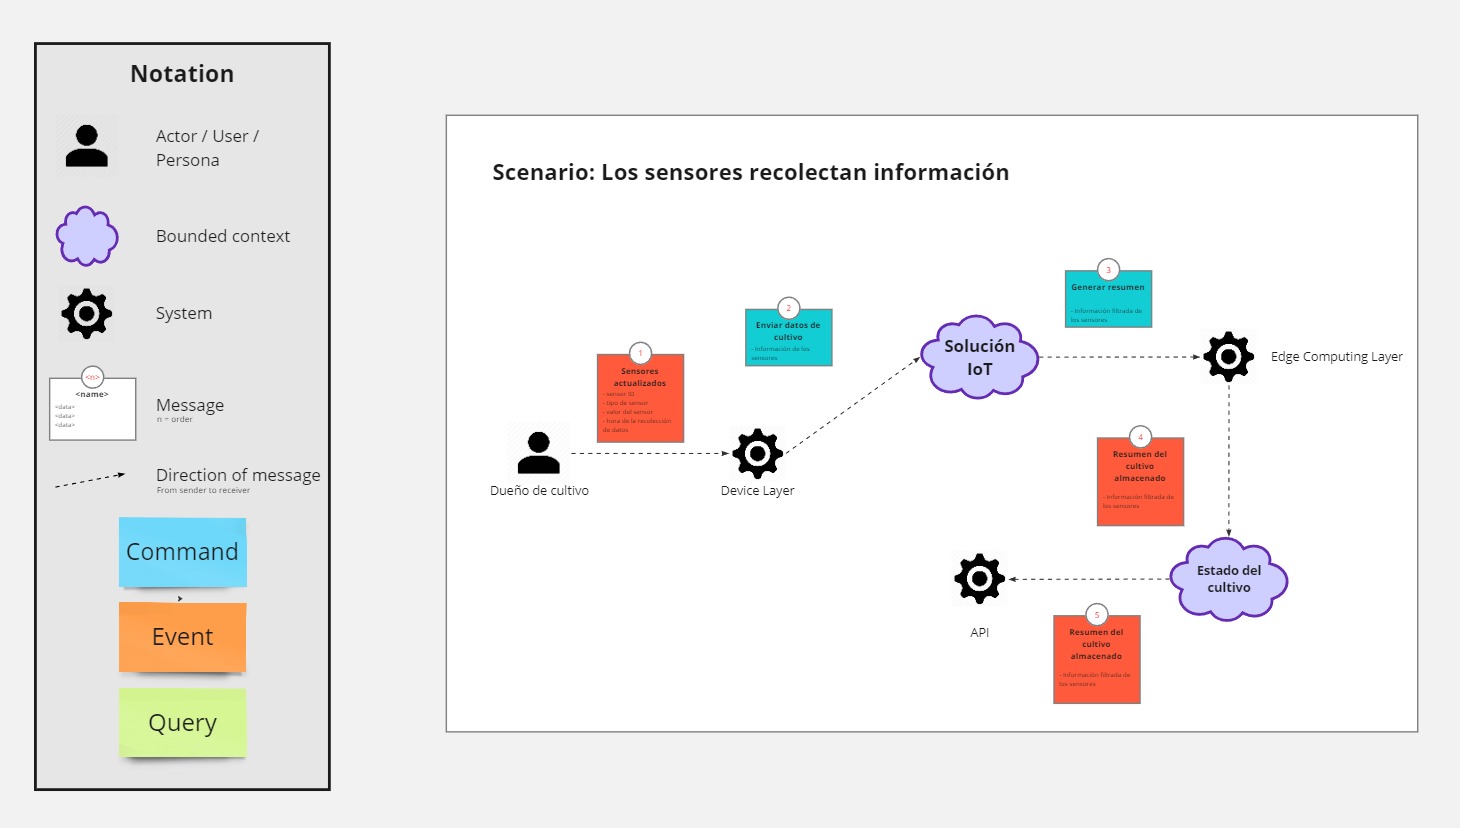 Notation
Actor / User /
Persona
Bounded context
System
<n>
<name>
<data>
<data>
<data>
Message
n = order
Direction of message
From sender to receiver
Command
Event
Query
Scenario: Los sensores recolectan información
1
Sensores
actualizados
- sensor ID
- tipo de sensor
- valor del sensor
- hora de la recolección
de datos
Dueño de cultivo
Device Layer
2
Enviar datos de
cultivo
- Información de los
sensores
Solución
IoT
3
Generar resumen
- Información filtrada de
los sensores
Edge Computing Layer
4
Resumen del
cultivo
almacenado
- Información filtrada de
los sensores
Estado del
cultivo
API
5
Resumen del
cultivo
almacenado
- Información filtrada de
los sensores